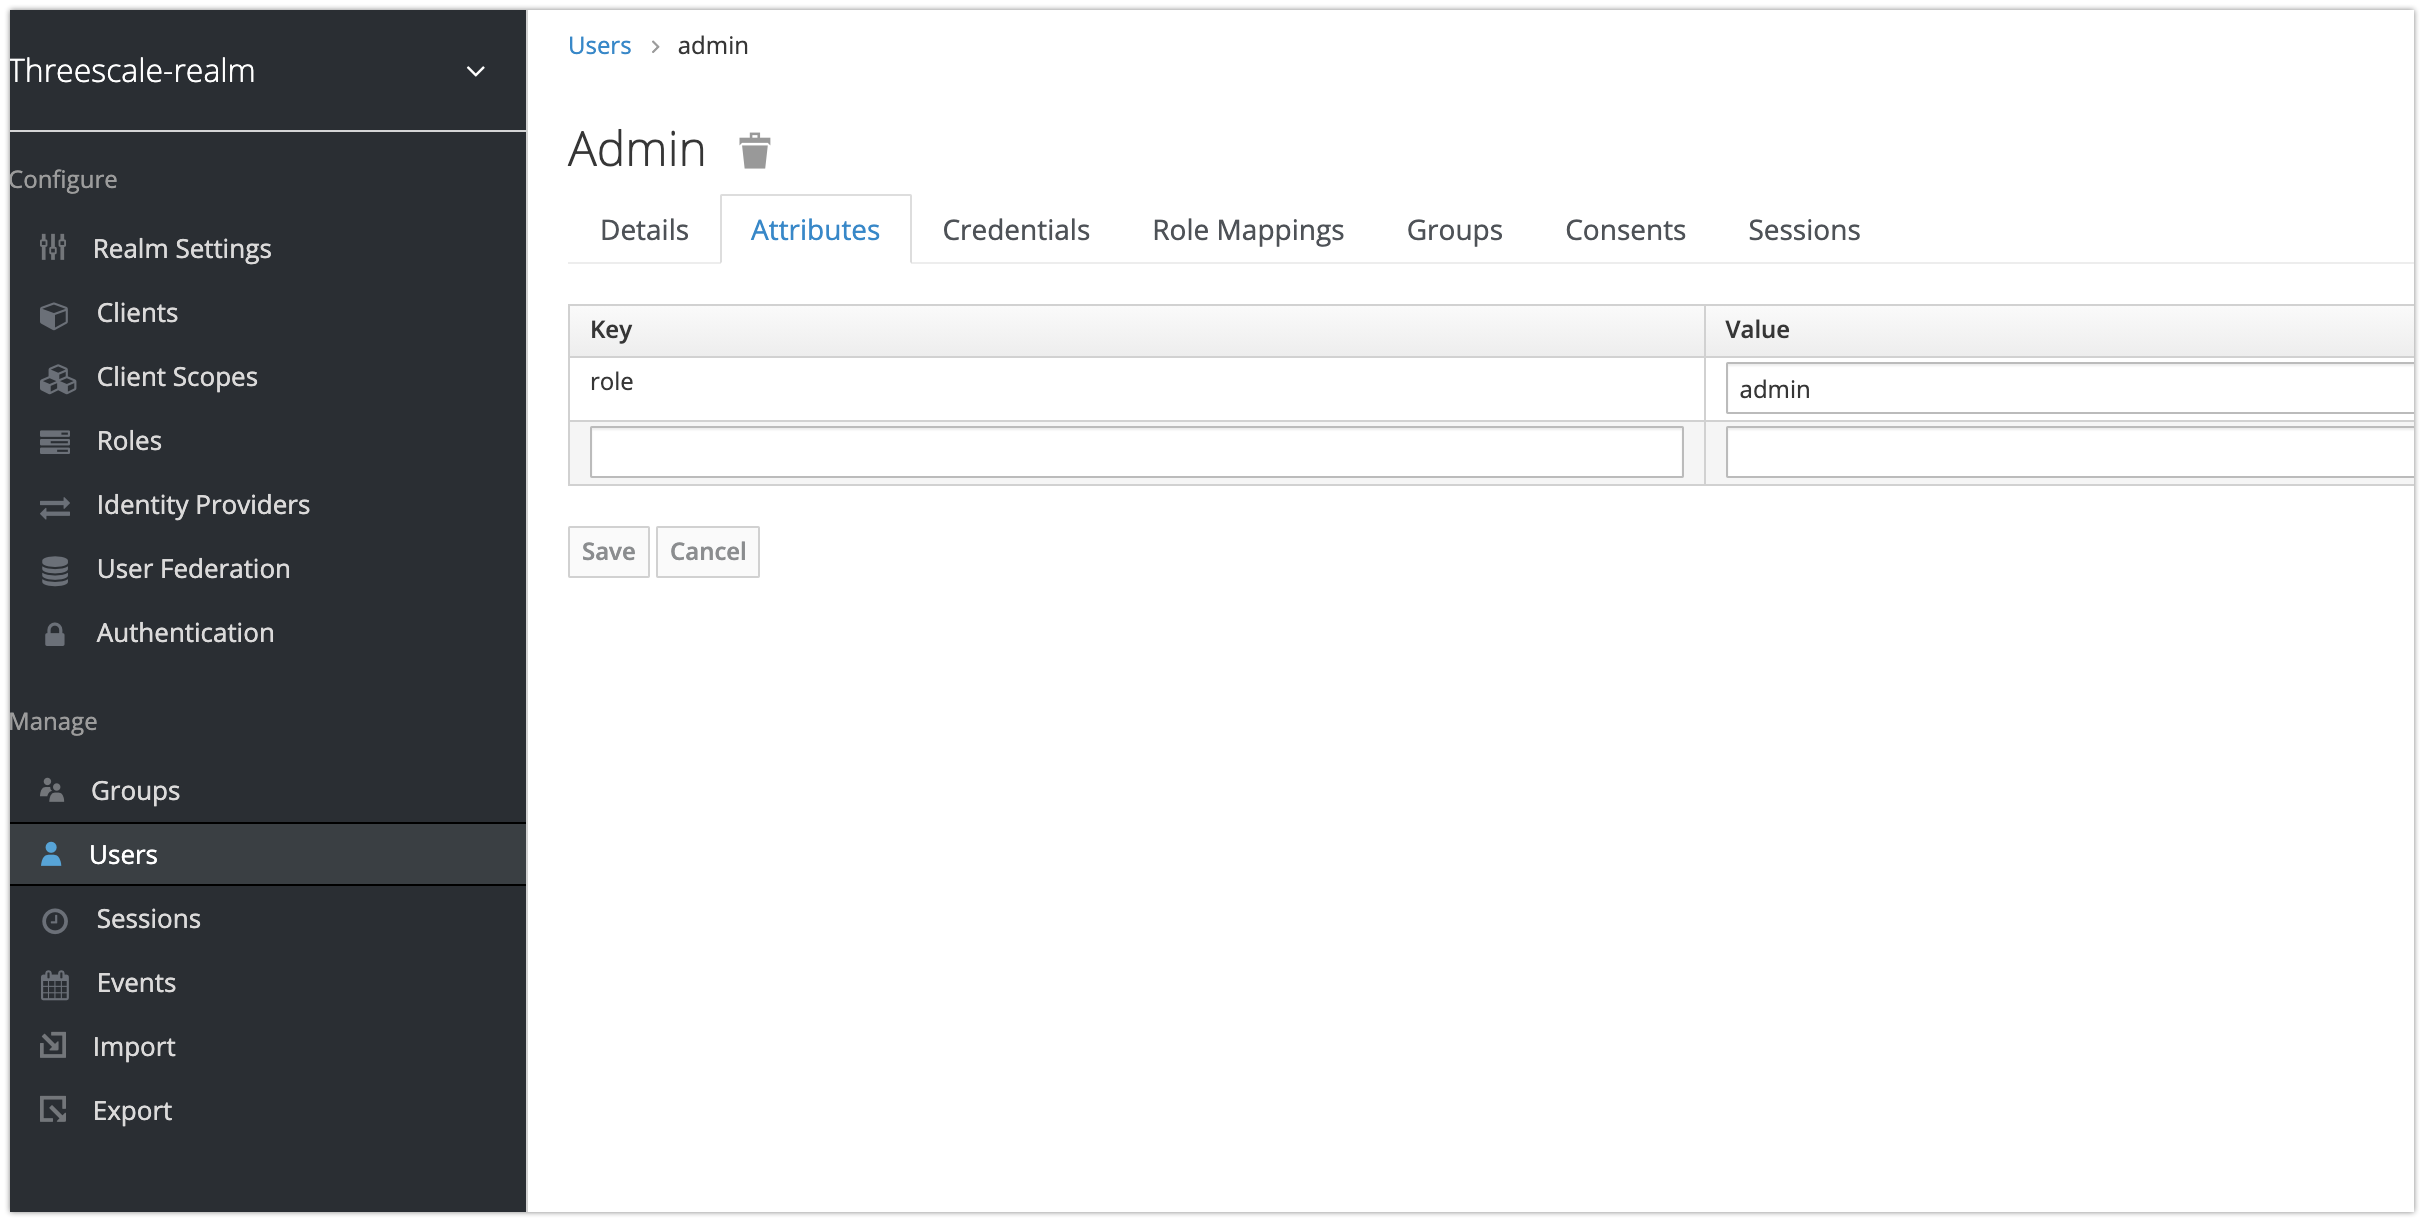 Threescale-realm
Configure
Realm Settings
Clients
Client Scopes
Roles
Identity Providers
User Federation
Authentication
Manage
Groups
Users
Sessions
Events
Import
Export
Users > admin
Admin
Details Attributes Credentials Role Mappings Groups Consents Sessions
Key Value
role admin
Save Cancel